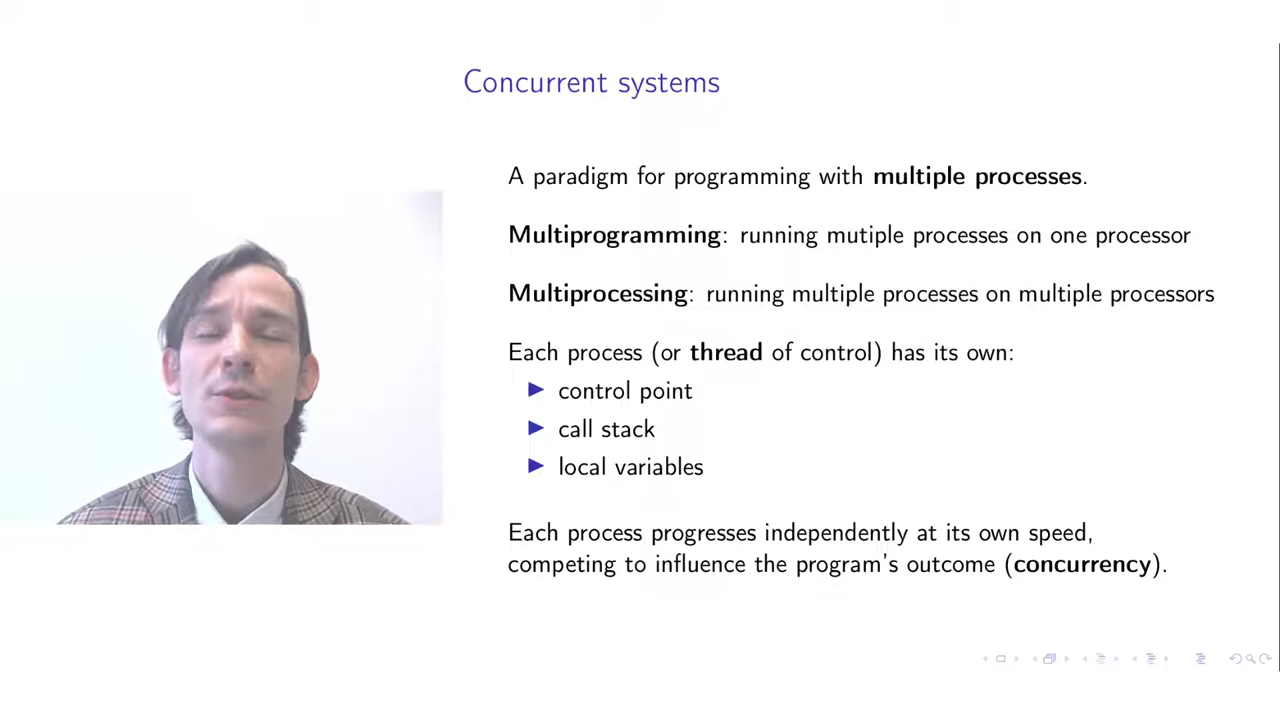 Concurrent systems
A paradigm for programming with multiple processes.
Multiprogramming: running mutiple processes on one processor
Multiprocessing: running multiple processes on multiple processors
Each process (or thread of control) has its own:
control point
call stack
local variables
Each process progresses independently at its own speed,
competing to influence the program's outcome (concurrency).